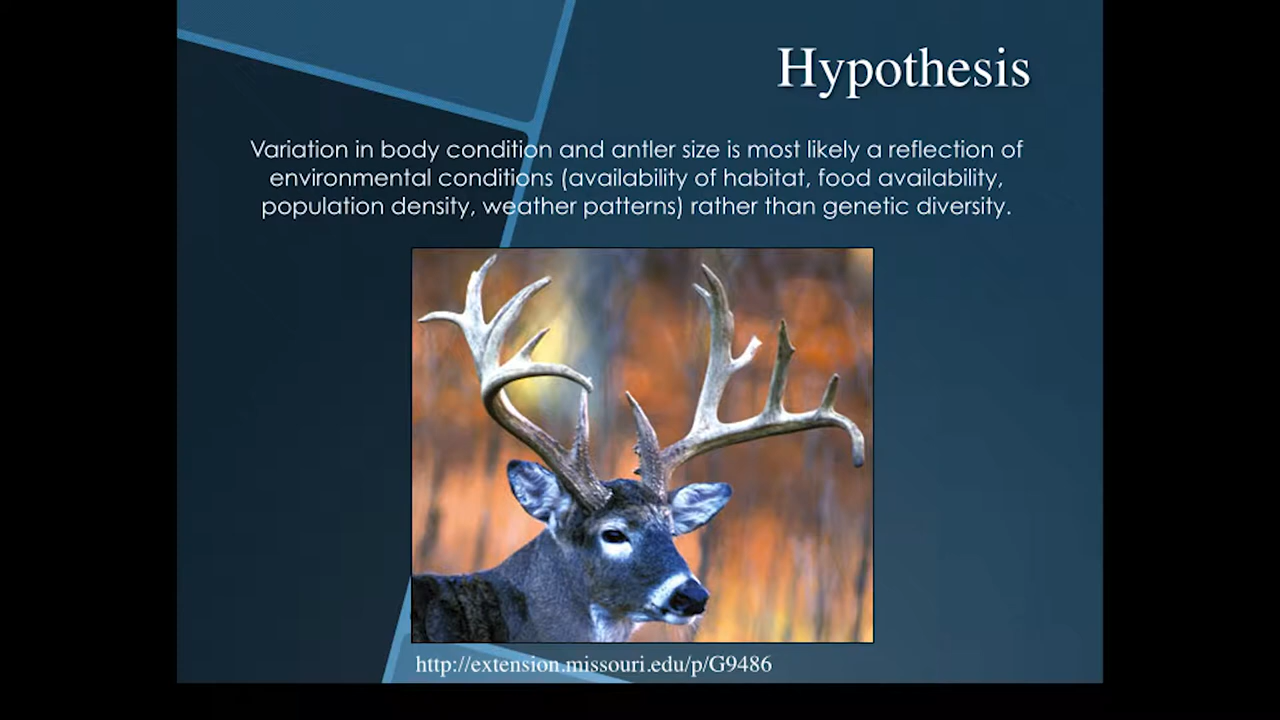 Hypothesis
Variation in body condition and antler size is most likely a reflection of
environmental conditions (availability of habitat, food availability,
population density, weather patterns) rather than genetic diversity.
http://extension.missouri.edu/p/G9486